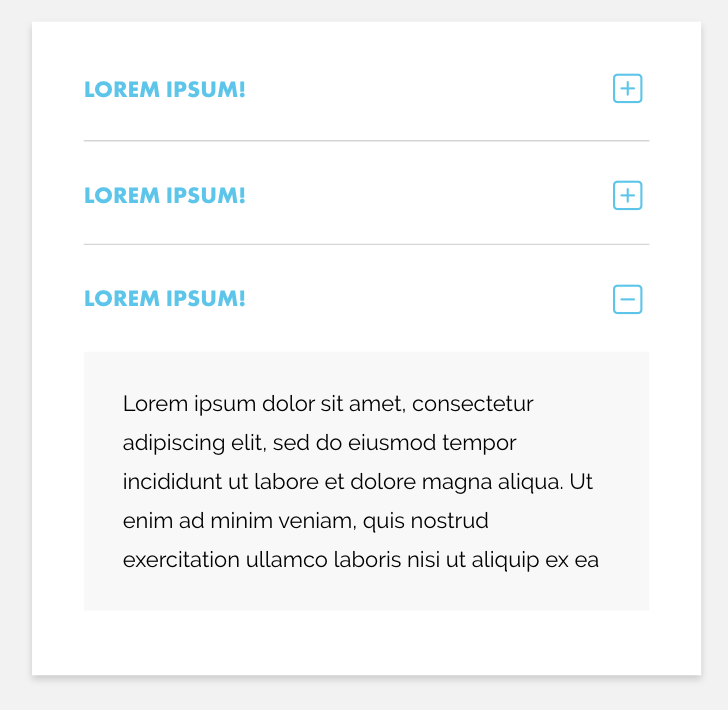 LOREM IPSUM!
LOREM IPSUM!
LOREM IPSUM!
Lorem ipsum dolor sit amet, consectetur
adipiscing elit, sed do eiusmod tempor
incididunt ut labore et dolore magna aliqua. Ut
enim ad minim veniam, quis nostrud
exercitation ullamco laboris nisi ut aliquip ex ea